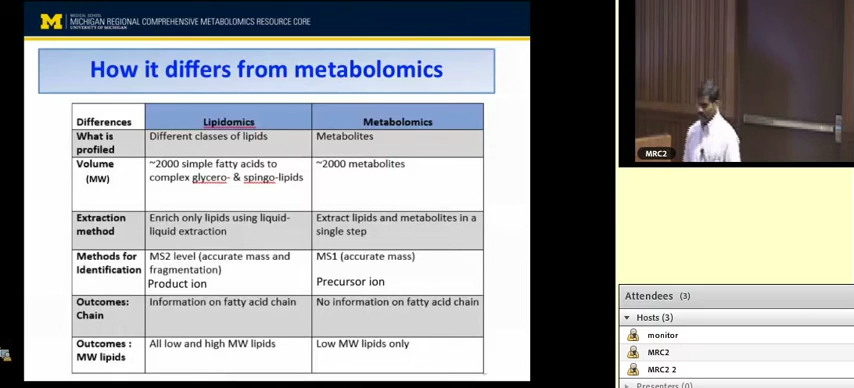 MEDICAL SCHOOL
MICHIGAN REGIONAL COMPREHENSIVE METABOLOMICS RESOURCE CORE
UNIVERSITY OF MICHIGAN
How it differs from metabolomics
Differences Lipidomics Metabolomics
What is profiled Different classes of lipids Metabolites
Volume (MW) ~2000 simple fatty acids to complex glycero- & spingo-lipids ~2000 metabolites
Extraction method Enrich only lipids using liquid-liquid extraction Extract lipids and metabolites in a single step
Methods for Identification MS2 level (accurate mass and fragmentation) Product ion MS1 (accurate mass) Precursor ion
Outcomes: Chain Information on fatty acid chain No information on fatty acid chain
Outcomes : MW lipids All low and high MW lipids Low MW lipids only
MRC2
Attendees (3)
Hosts (3)
monitor
MRC2
MRC2 2
Presenters (0)